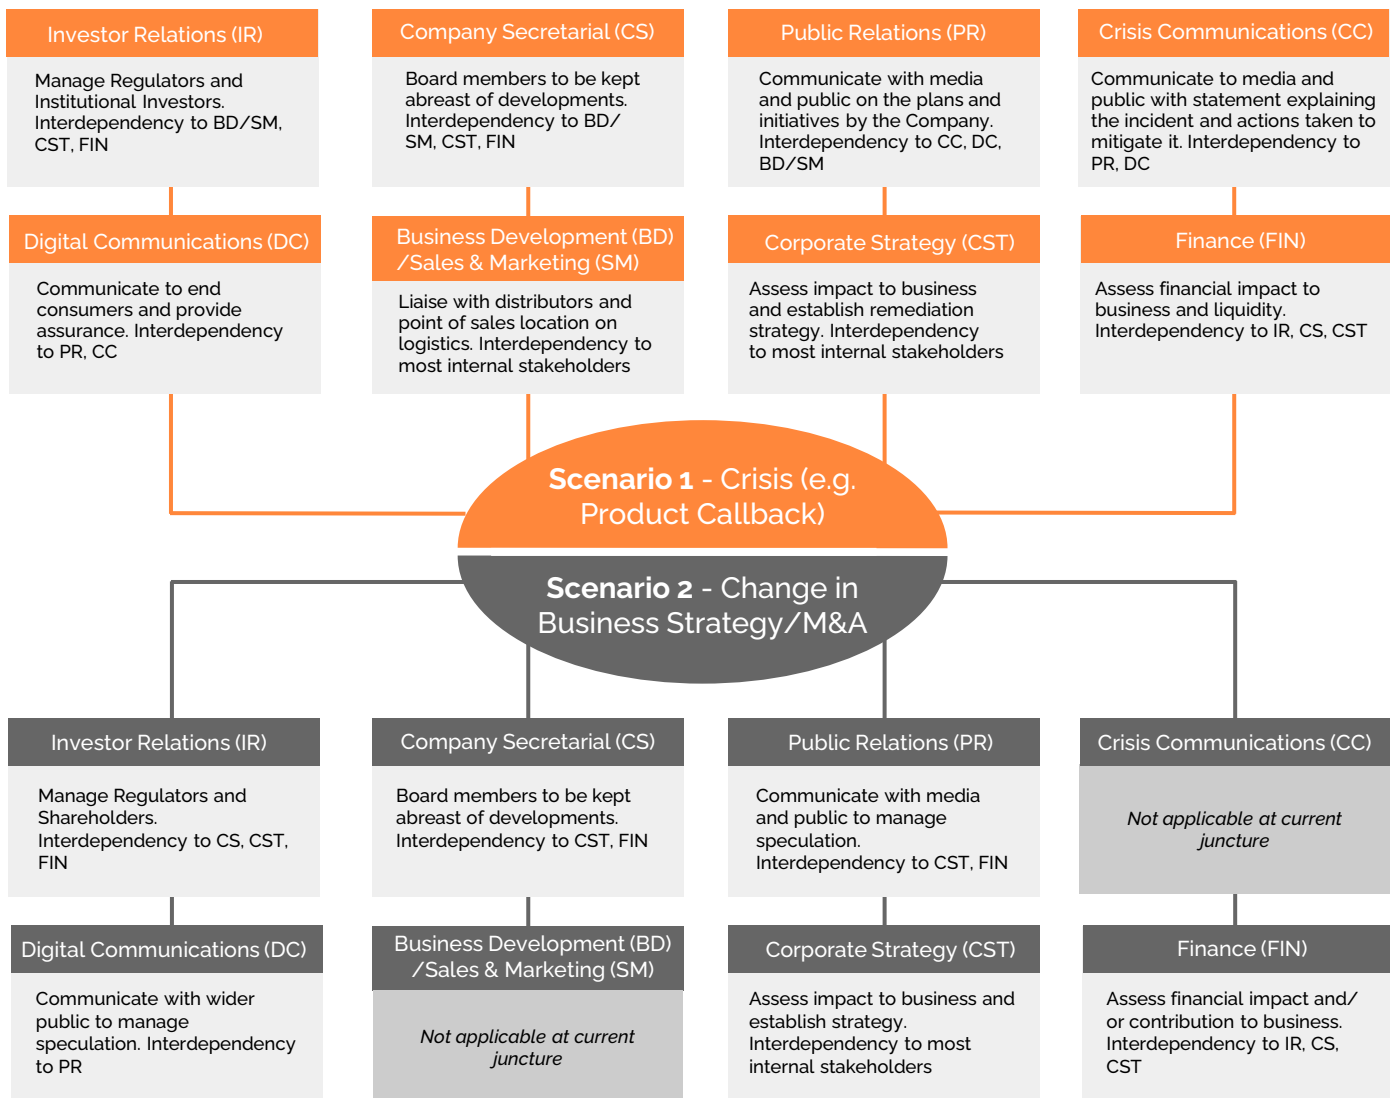 Investor Relations (IR)
Manage Regulators and
Institutional Investors.
Interdependency to BD/SM,
CST, FIN
Company Secretarial (CS)
Board members to be kept
abreast of developments.
Interdependency to BD/
SM, CST, FIN
Public Relations (PR)
Communicate with media
and public on the plans and
initiatives by the Company.
Interdependency to CC, DC,
BD/SM
Crisis Communications (CC)
Communicate to media and
public with statement explaining
the incident and actions taken to
mitigate it. Interdependency to
PR, DC
Digital Communications (DC)
Communicate to end
consumers and provide
assurance. Interdependency
to PR, CC
Business Development (BD)
/Sales & Marketing (SM)
Liaise with distributors and
point of sales location on
logistics. Interdependency to
most internal stakeholders
Corporate Strategy (CST)
Assess impact to business
and establish remediation
strategy. Interdependency
to most internal stakeholders
Finance (FIN)
Assess financial impact to
business and liquidity.
Interdependency to IR, CS, CST
Scenario 1 - Crisis (e.g.
Product Callback)
Scenario 2 - Change in
Business Strategy/M&A
Investor Relations (IR)
Manage Regulators and
Shareholders.
Interdependency to CS, CST,
FIN
Company Secretarial (CS)
Board members to be kept
abreast of developments.
Interdependency to CST, FIN
Public Relations (PR)
Communicate with media
and public to manage
speculation.
Interdependency to CST, FIN
Crisis Communications (CC)
Not applicable at current
juncture
Digital Communications (DC)
Communicate with wider
public to manage
speculation. Interdependency
to PR
Business Development (BD)
/Sales & Marketing (SM)
Not applicable at current
juncture
Corporate Strategy (CST)
Assess impact to business and
establish strategy.
Interdependency to most
internal stakeholders
Finance (FIN)
Assess financial impact and/
or contribution to business.
Interdependency to IR, CS,
CST